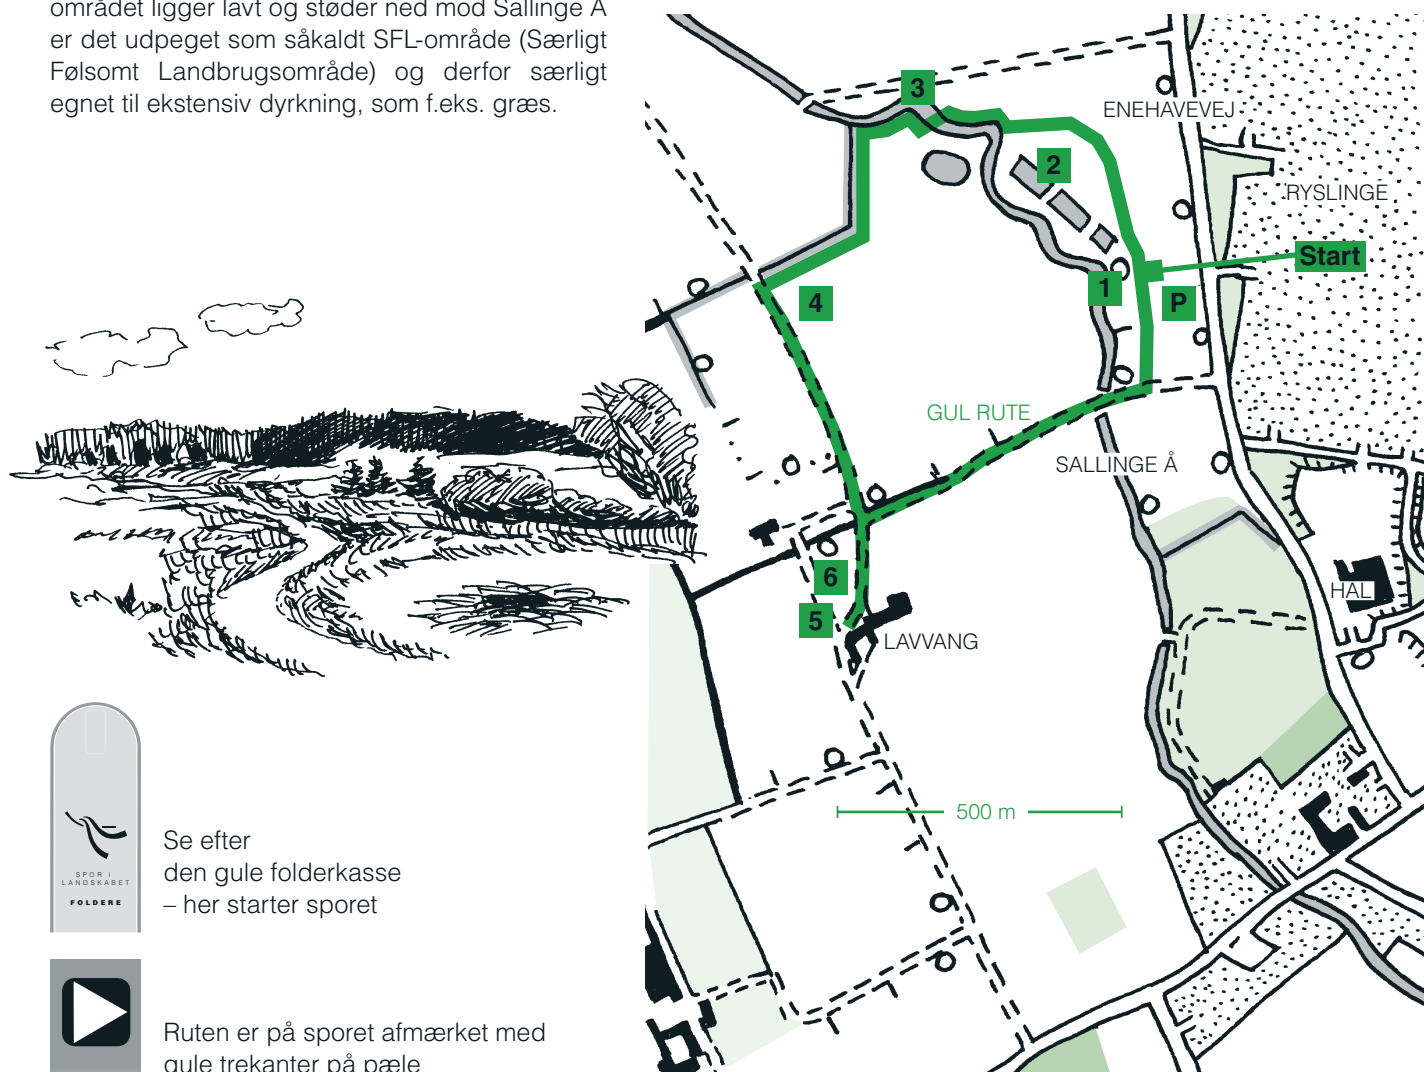 området ligger lavt og støder ned mod Sallinge Å
er det udpeget som såkaldt SFL-område (Særligt
Følsomt Landbrugsområde) og derfor særligt
egnet til ekstensiv dyrkning, som f.eks. græs.
3
ENEHAVEVEJ
2
RYSLINGE
Start
1
P
4
GUL RUTE
SALLINGE Å
6
HAL
5
LAVVANG
500 m
SPOR I
LANDSKABET
FOLDERE
Se efter
den gule folderkasse
– her starter sporet
Ruten er på sporet afmærket med
gule trekanter på pæle